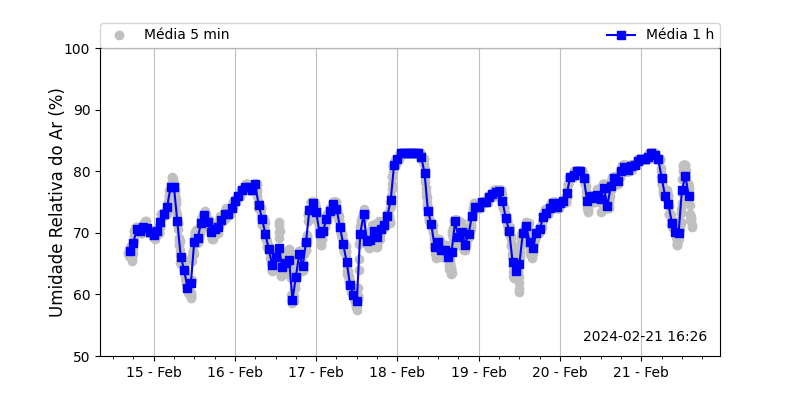 Média 5 min
Média 1 h
Umidade Relativa do Ar (%)
100
90
80
70
60
50
2024-02-21 16:26
15 - Feb
16 - Feb
17 - Feb
18 - Feb
19 - Feb
20 - Feb
21 - Feb